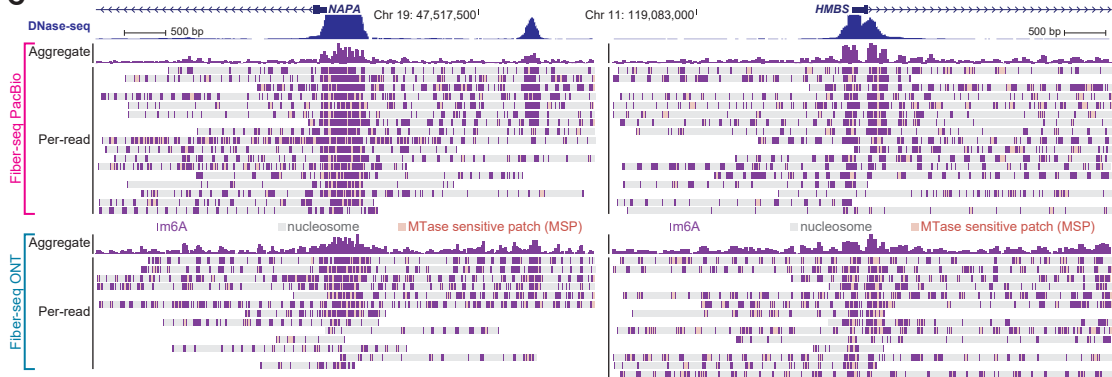 NAPA
Chr 19: 47,517,500
Chr 11: 119,083,000
HMBS
DNase-seq
500 bp
500 bp
Fiber-seq PacBio
Aggregate
Per-read
m6A
nucleosome
MTase sensitive patch (MSP)
m6A
nucleosome
MTase sensitive patch (MSP)
Fiber-seq ONT
Aggregate
Per-read